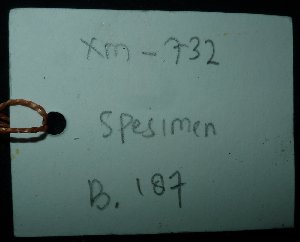 xm - 732
Spesimen
B. 187